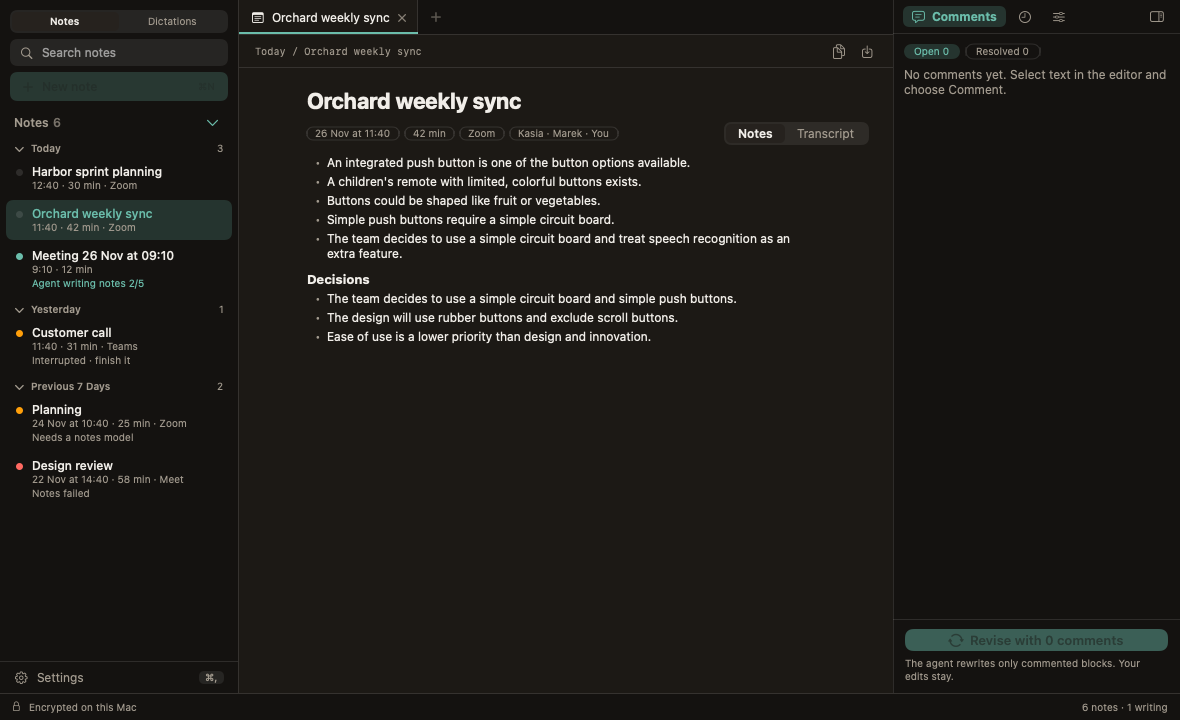 Notes
Dictations
Search notes
New note ⌘N
Notes 6
Today 3
Harbor sprint planning
12:40 · 30 min · Zoom
Orchard weekly sync
11:40 · 42 min · Zoom
Meeting 26 Nov at 09:10
9:10 · 12 min
Agent writing notes 2/5
Yesterday 1
Customer call
11:40 · 31 min · Teams
Interrupted · finish it
Previous 7 Days 2
Planning
24 Nov at 10:40 · 25 min · Zoom
Needs a notes model
Design review
22 Nov at 14:40 · 58 min · Meet
Notes failed
Settings ⌘,
Encrypted on this Mac
Orchard weekly sync
Today / Orchard weekly sync
Orchard weekly sync
26 Nov at 11:40 42 min Zoom Kasia · Marek · You
Notes Transcript
• An integrated push button is one of the button options available.
• A children's remote with limited, colorful buttons exists.
• Buttons could be shaped like fruit or vegetables.
• Simple push buttons require a simple circuit board.
• The team decides to use a simple circuit board and treat speech recognition as an
extra feature.
Decisions
• The team decides to use a simple circuit board and simple push buttons.
• The design will use rubber buttons and exclude scroll buttons.
• Ease of use is a lower priority than design and innovation.
Comments
Open 0 Resolved 0
No comments yet. Select text in the editor and
choose Comment.
Revise with 0 comments
The agent rewrites only commented blocks. Your
edits stay.
6 notes · 1 writing